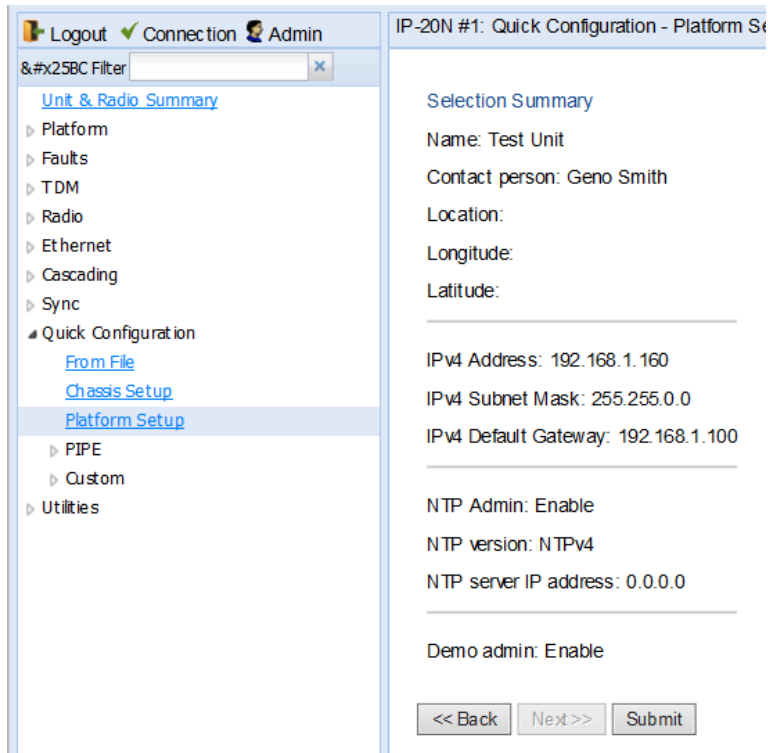 Logout Connection Admin
IP-20N #1: Quick Configuration - Platform Se
&#x25BC Filter
Unit & Radio Summary
Platform
Faults
TDM
Radio
Ethernet
Cascading
Sync
Quick Configuration
From File
Chassis Setup
Platform Setup
PIPE
Custom
Utilities
Selection Summary
Name: Test Unit
Contact person: Geno Smith
Location:
Longitude:
Latitude:
IPv4 Address: 192.168.1.160
IPv4 Subnet Mask: 255.255.0.0
IPv4 Default Gateway: 192.168.1.100
NTP Admin: Enable
NTP version: NTPv4
NTP server IP address: 0.0.0.0
Demo admin: Enable
<< Back Next >> Submit